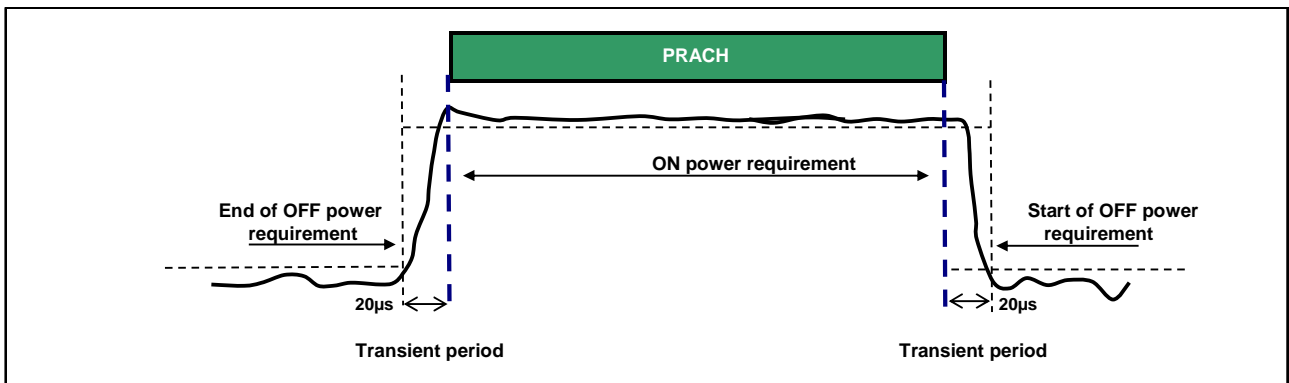 PRACH
ON power requirement
End of OFF power
requirement
Start of OFF power
requirement
20µs
20µs
Transient period
Transient period